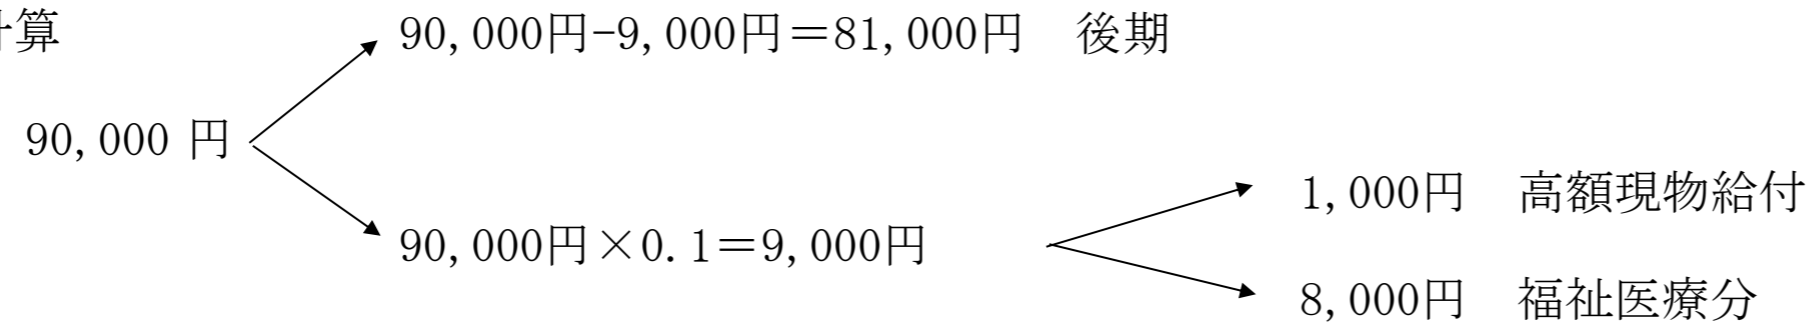 算
90,000円-9,000円＝81,000円　後期
90,000 円
1,000円　高額現物給付
90,000円×0.1＝9,000円
8,000円　福祉医療分